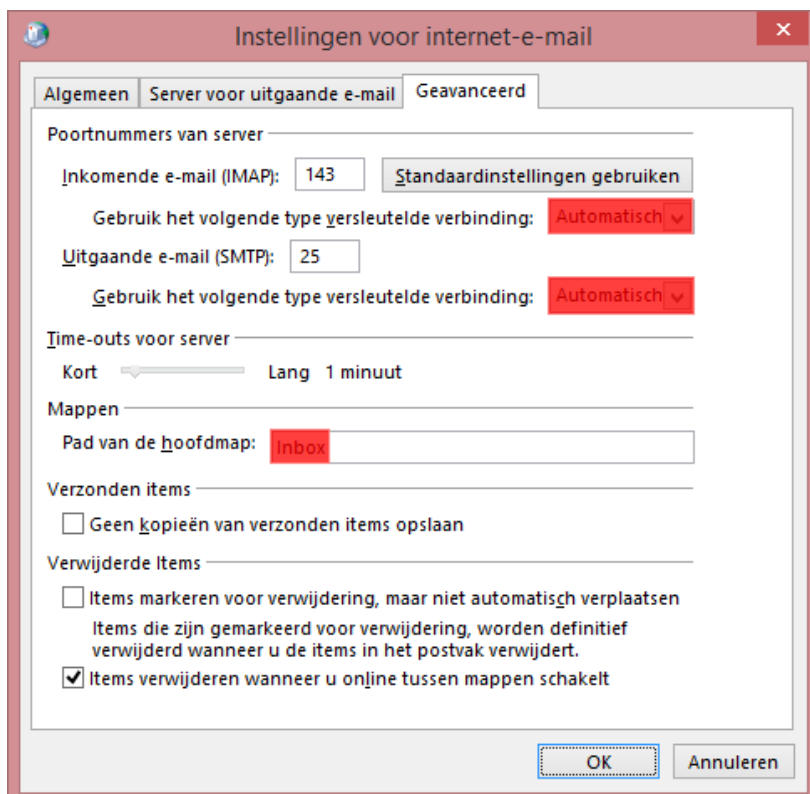 Instellingen voor internet-e-mail
Algemeen Server voor uitgaande e-mail Geavanceerd
Poortnummers van server
Inkomende e-mail (IMAP): 143 Standaardinstellingen gebruiken
Gebruik het volgende type versleutelde verbinding: Automatisch
Uitgaande e-mail (SMTP): 25
Gebruik het volgende type versleutelde verbinding: Automatisch
Time-outs voor server
Kort Lang 1 minuut
Mappen
Pad van de hoofdmap: Inbox
Verzonden items
Geen kopieën van verzonden items opslaan
Verwijderde Items
Items markeren voor verwijdering, maar niet automatisch verplaatsen
Items die zijn gemarkeerd voor verwijdering, worden definitief
verwijderd wanneer u de items in het postvak verwijdert.
Items verwijderen wanneer u online tussen mappen schakelt
OK Annuleren